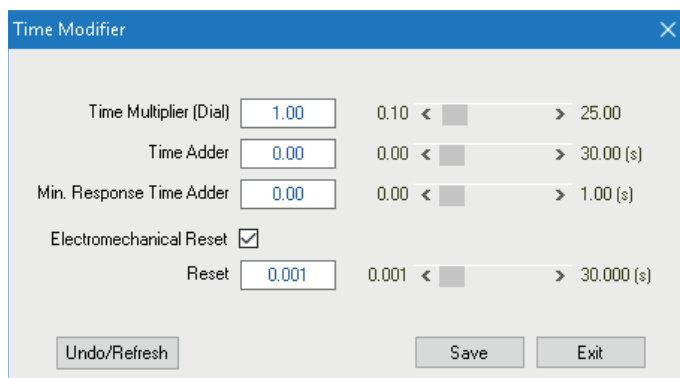 Time Modifier
Time Multiplier (Dial) 1.00 0.10 < > 25.00
Time Adder 0.00 0.00 < > 30.00 (s)
Min. Response Time Adder 0.00 0.00 < > 1.00 (s)
Electromechanical Reset
Reset 0.001 0.001 < > 30.000 (s)
Undo/Refresh Save Exit